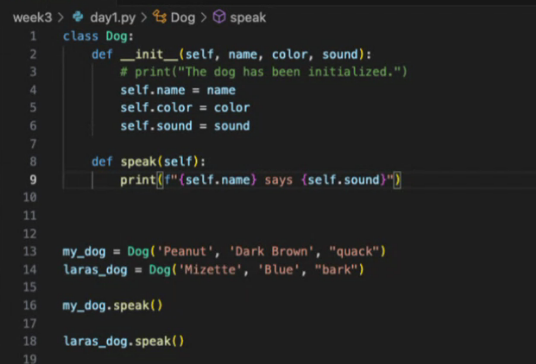 week3 > day1.py > Dog > speak
1 class Dog:
2     def __init__(self, name, color, sound):
3         # print("The dog has been initialized.")
4         self.name = name
5         self.color = color
6         self.sound = sound
7
8     def speak(self):
9         print(f"{self.name} says {self.sound}")
10
11
12
13 my_dog = Dog('Peanut', 'Dark Brown', "quack")
14 laras_dog = Dog('Mizette', 'Blue', "bark")
15
16 my_dog.speak()
17
18 laras_dog.speak()
19